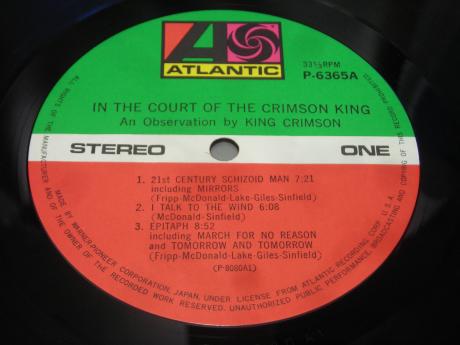 ATLANTIC
33⅓RPM
P-6365A
IN THE COURT OF THE CRIMSON KING
An Observation by KING CRIMSON
STEREO
ONE
1. 21st CENTURY SCHIZOID MAN 7:21
including MIRRORS
(Fripp-McDonald-Lake-Giles-Sinfield)
2. I TALK TO THE WIND 6:08
(McDonald-Sinfield)
3. EPITAPH 8:52
including MARCH FOR NO REASON
and TOMORROW AND TOMORROW
(Fripp-McDonald-Lake-Giles-Sinfield)
(P-8080A1)
MADE BY WARNER-PIONEER CORPORATION, JAPAN, UNDER LICENSE FROM ATLANTIC RECORDING CORP. U.S.A.
ALL RIGHTS OF THE MANUFACTURER AND OF THE OWNER OF THE RECORDED WORK RESERVED. UNAUTHORIZED PUBLIC PERFORMANCE, BROADCASTING AND COPYING OF THIS RECORD PROHIBITED